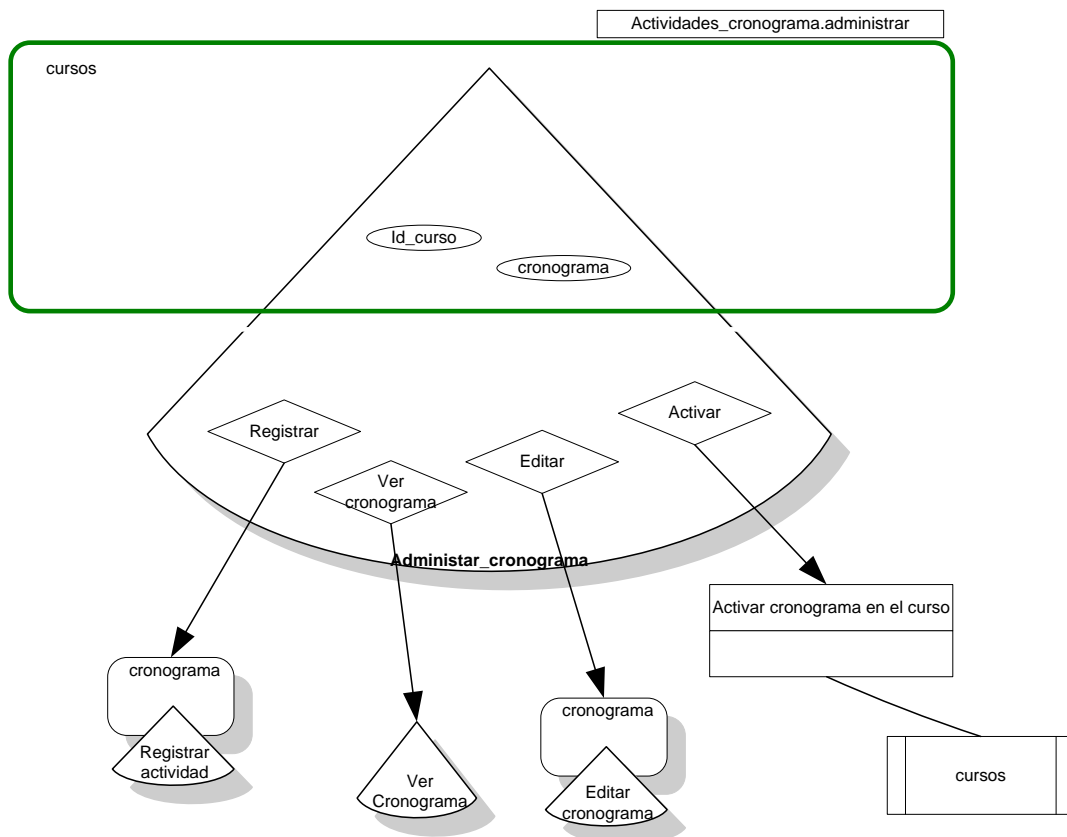 Actividades_cronograma.administrar
cursos
Id_curso
cronograma
Activar
Registrar
Editar
Ver
cronograma
Administar_cronograma
Activar cronograma en el curso
cronograma
Registrar
actividad
Ver
Cronograma
cronograma
Editar
cronograma
cursos